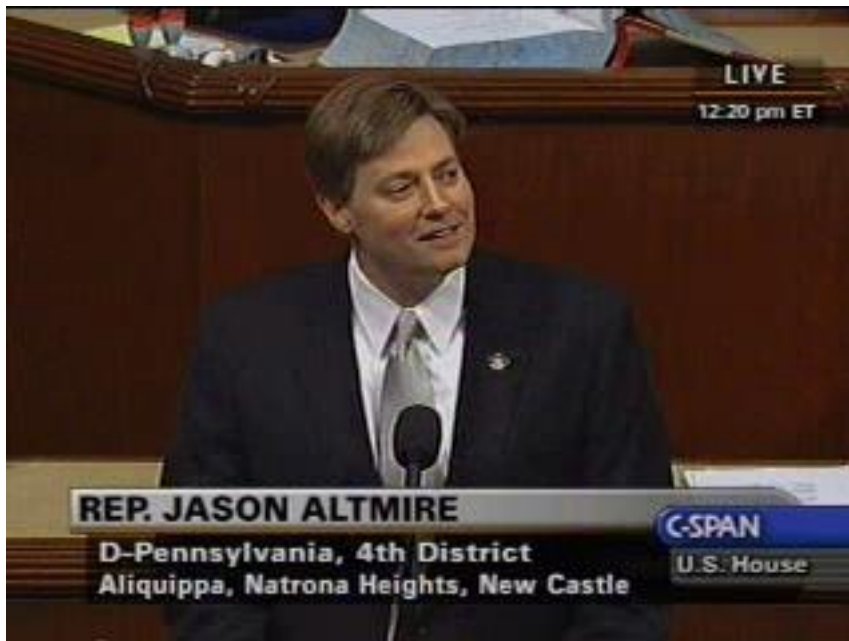 LIVE
12:20 pm ET
REP. JASON ALTMIRE
D-Pennsylvania, 4th District
Aliquippa, Natrona Heights, New Castle
C-SPAN
U.S. House